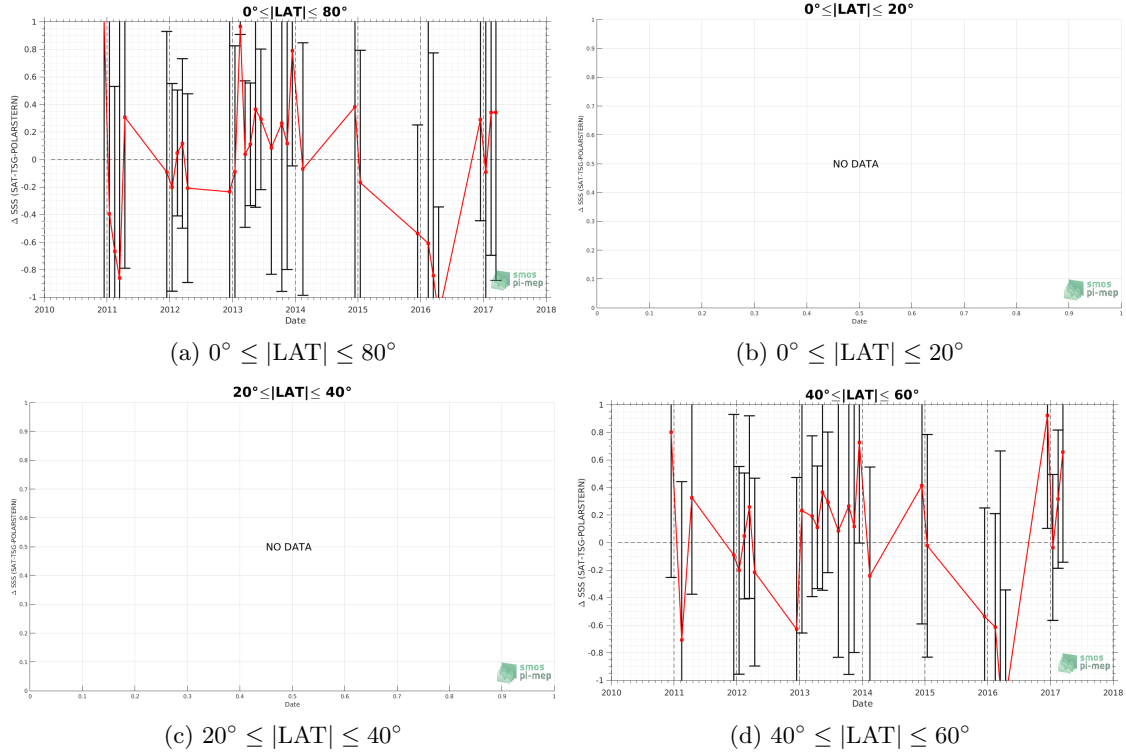 0°≤|LAT|≤ 80°
1
0.8
0.6
0.4
0.2
0
-0.2
-0.4
-0.6
-0.8
-1
Δ SSS (SAT-TSG-POLARSTERN)
2010 2011 2012 2013 2014 2015 2016 2017 2018
Date
smos
pi-mep
(a) 0° ≤ |LAT| ≤ 80°
0°≤|LAT|≤ 20°
1
0.9
0.8
0.7
0.6
0.5
0.4
0.3
0.2
0.1
0
Δ SSS (SAT-TSG-POLARSTERN)
NO DATA
0 0.1 0.2 0.3 0.4 0.5 0.6 0.7 0.8 0.9 1
Date
smos
pi-mep
(b) 0° ≤ |LAT| ≤ 20°
20°≤|LAT|≤ 40°
1
0.9
0.8
0.7
0.6
0.5
0.4
0.3
0.2
0.1
0
Δ SSS (SAT-TSG-POLARSTERN)
NO DATA
0 0.1 0.2 0.3 0.4 0.5 0.6 0.7 0.8 0.9 1
Date
smos
pi-mep
(c) 20° ≤ |LAT| ≤ 40°
40°≤|LAT|≤ 60°
1
0.8
0.6
0.4
0.2
0
-0.2
-0.4
-0.6
-0.8
-1
Δ SSS (SAT-TSG-POLARSTERN)
2010 2011 2012 2013 2014 2015 2016 2017 2018
Date
smos
pi-mep
(d) 40° ≤ |LAT| ≤ 60°